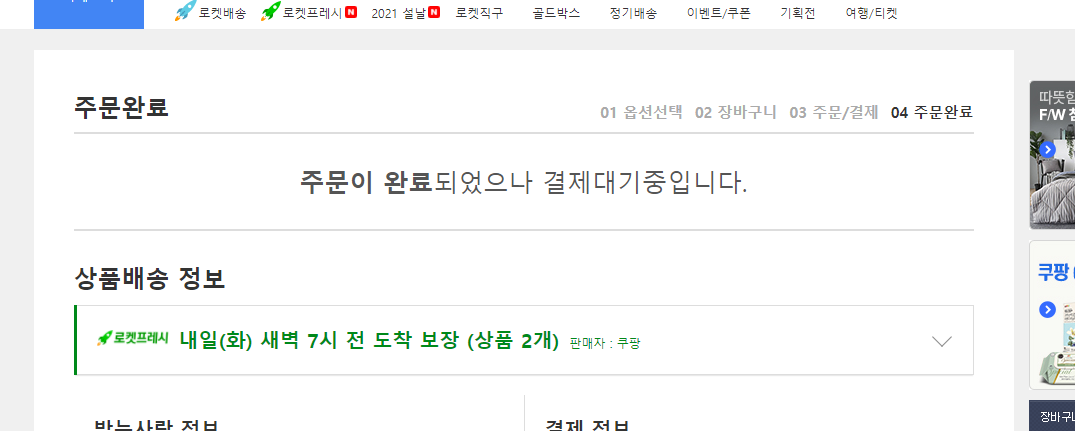 로켓배송 로켓프레시 N 2021 설날 N 로켓직구 골드박스 정기배송 이벤트/쿠폰 기획전 여행/티켓
주문완료
01 옵션선택 02 장바구니 03 주문/결제 04 주문완료
주문이 완료되었으나 결제대기중입니다.
상품배송 정보
로켓프레시 내일(화) 새벽 7시 전 도착 보장 (상품 2개) 판매자 : 쿠팡
받는사람 정보 결제 정보
따뜻함
F/W 침
쿠팡
장바구니